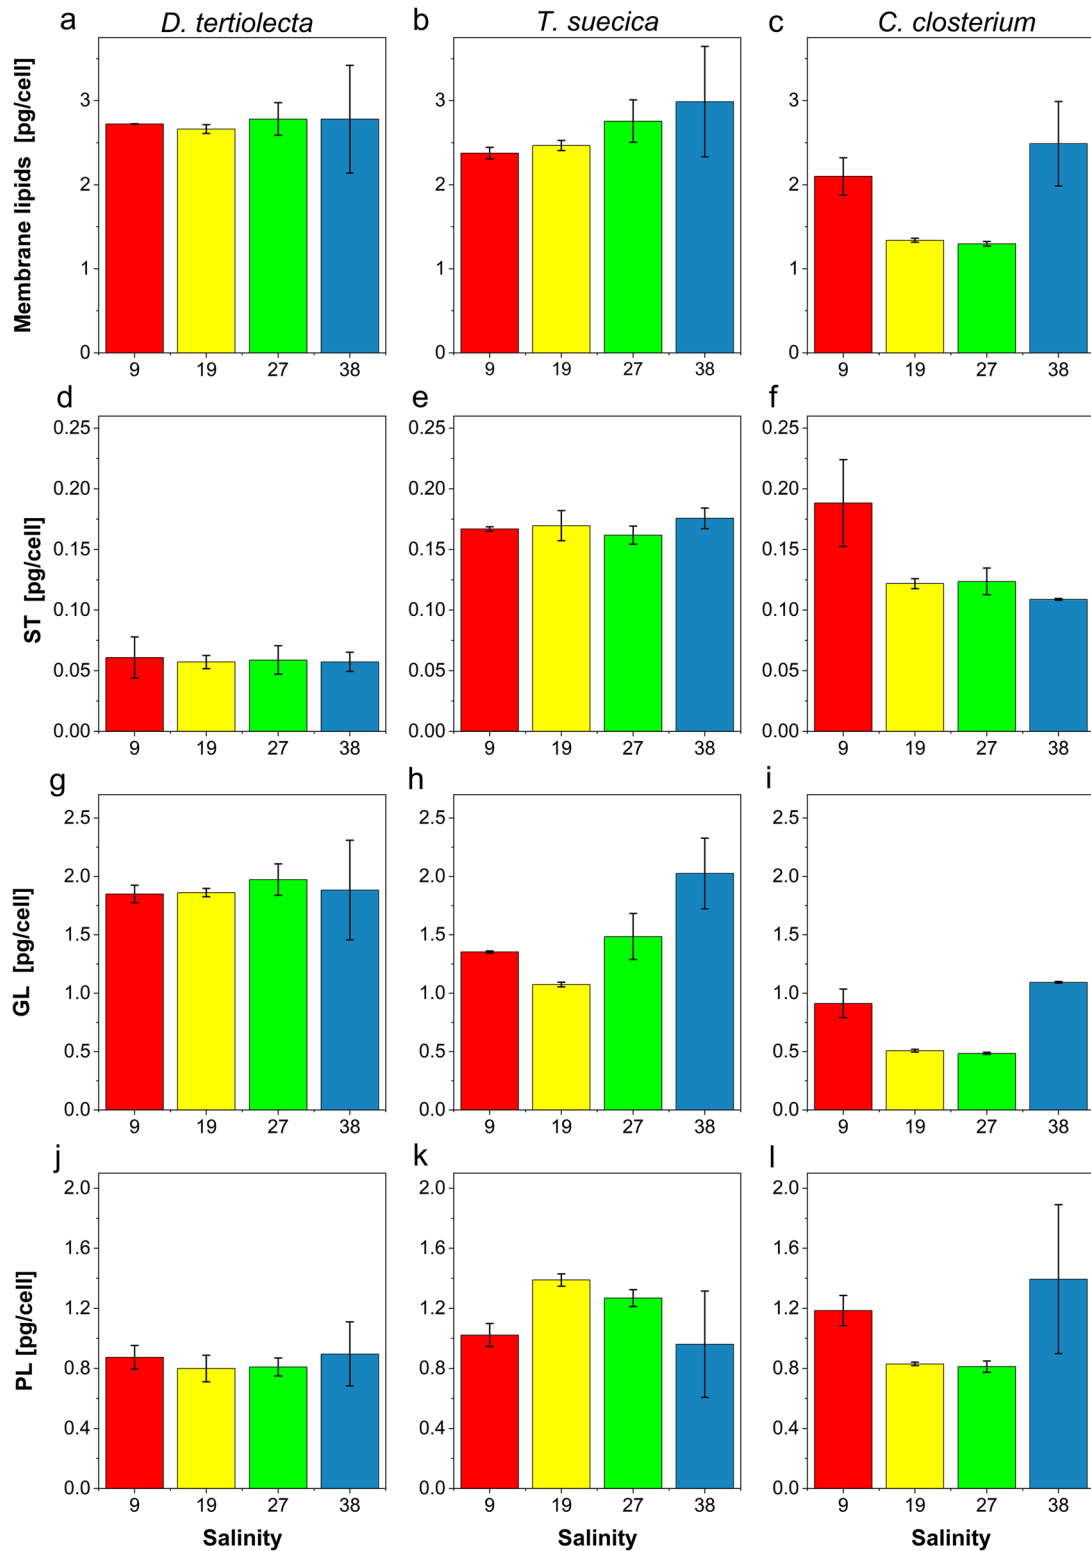 a D. tertiolecta b T. suecica c C. closterium
Membrane lipids [pg/cell]
3 3 3
2 2 2
1 1 1
0 0 0
9 19 27 38 9 19 27 38 9 19 27 38
d e f
ST [pg/cell]
0.25 0.25 0.25
0.20 0.20 0.20
0.15 0.15 0.15
0.10 0.10 0.10
0.05 0.05 0.05
0.00 0.00 0.00
9 19 27 38 9 19 27 38 9 19 27 38
g h i
GL [pg/cell]
2.5 2.5 2.5
2.0 2.0 2.0
1.5 1.5 1.5
1.0 1.0 1.0
0.5 0.5 0.5
0.0 0.0 0.0
9 19 27 38 9 19 27 38 9 19 27 38
j k l
PL [pg/cell]
2.0 2.0 2.0
1.6 1.6 1.6
1.2 1.2 1.2
0.8 0.8 0.8
0.4 0.4 0.4
0.0 0.0 0.0
9 19 27 38 9 19 27 38 9 19 27 38
Salinity Salinity Salinity